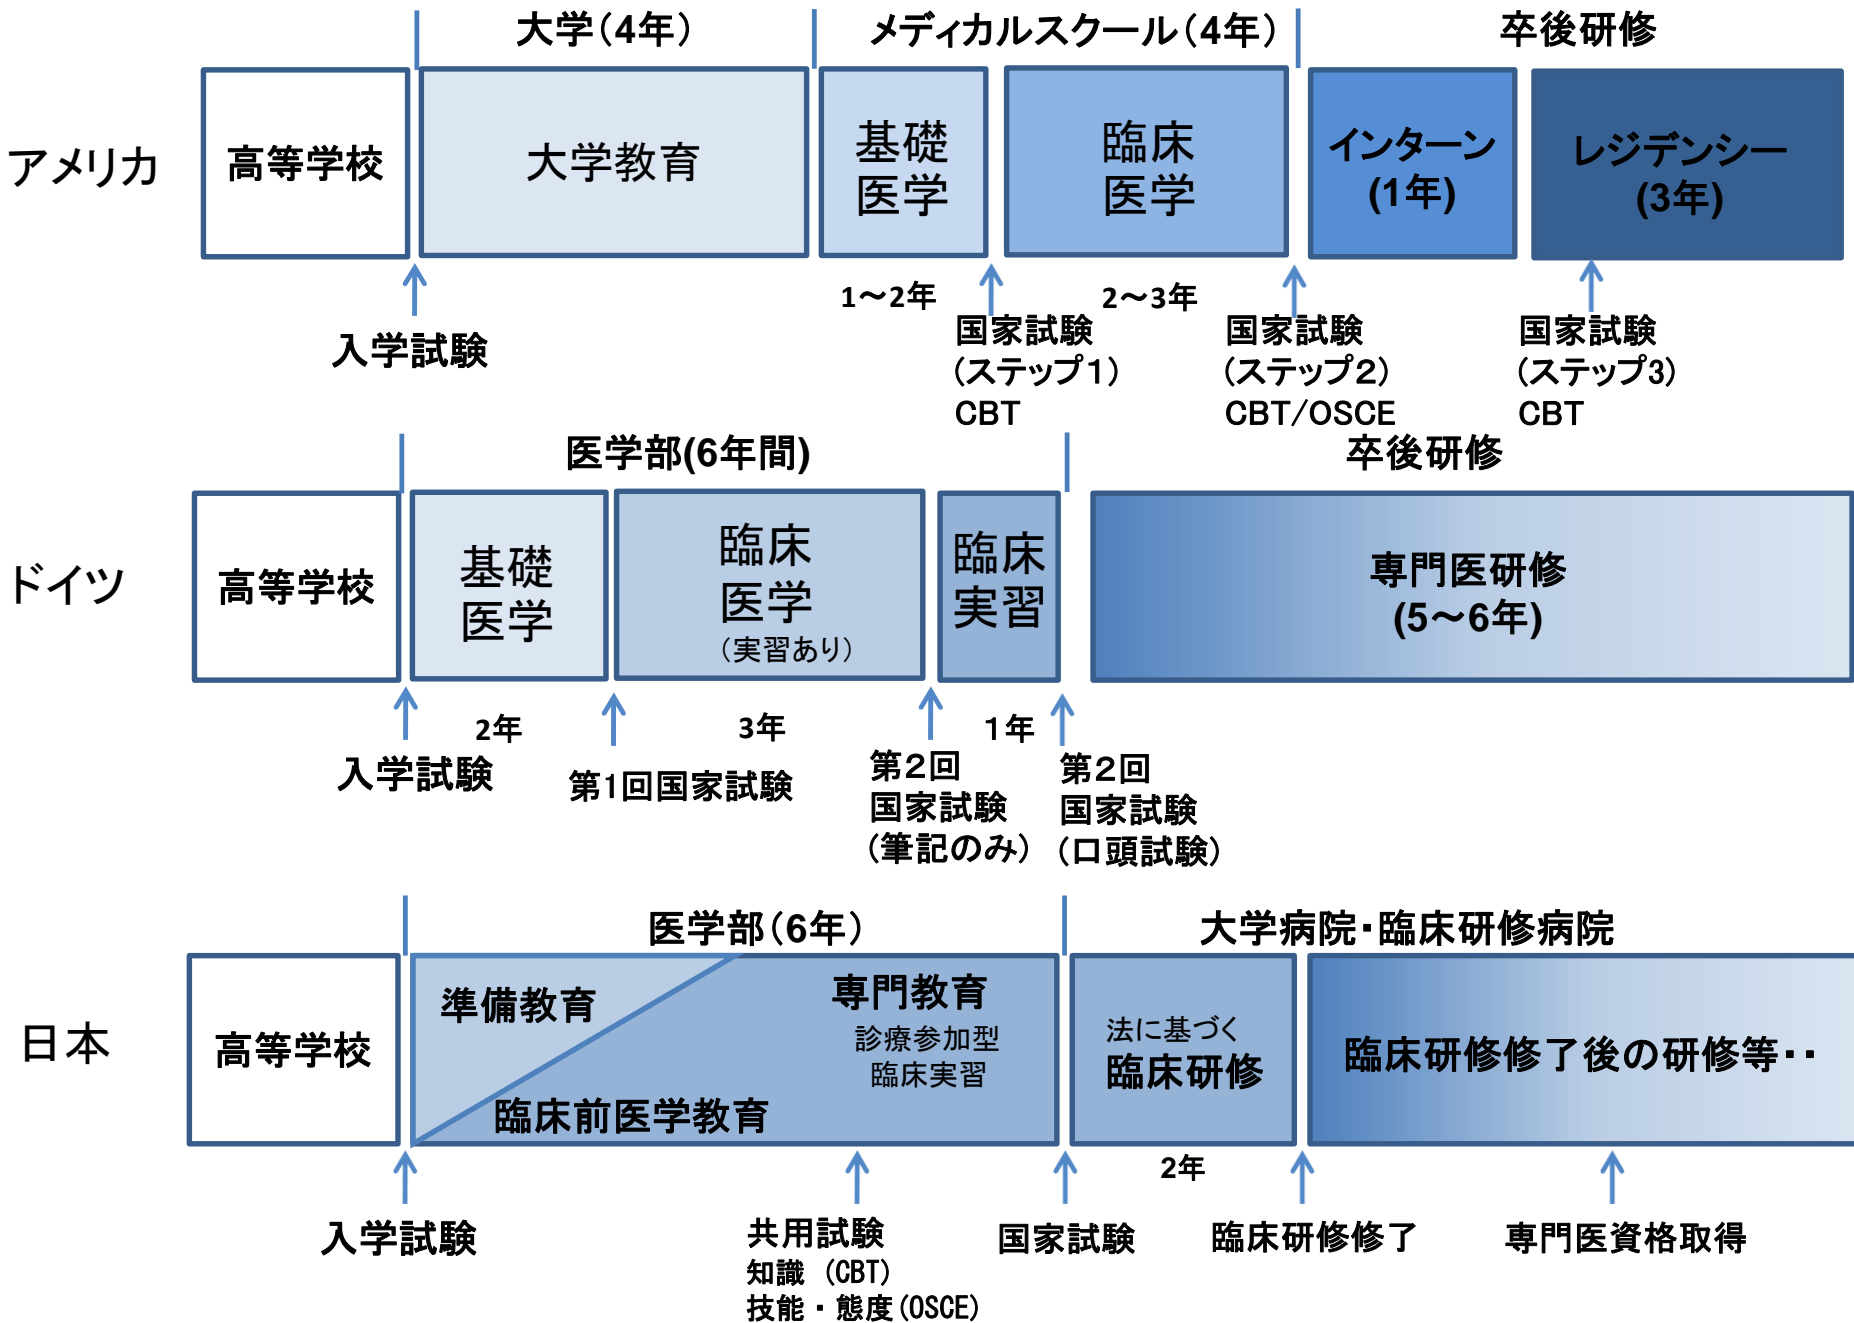 大学（4年）
メディカルスクール（4年）
卒後研修
アメリカ
高等学校
大学教育
基礎
医学
臨床
医学
インターン
(1年)
レジデンシー
(3年)
入学試験
1～2年
国家試験
（ステップ１）
CBT
2～3年
国家試験
（ステップ２）
CBT/OSCE
国家試験
（ステップ3）
CBT
医学部(6年間)
卒後研修
ドイツ
高等学校
基礎
医学
臨床
医学
（実習あり）
臨床
実習
専門医研修
(5～6年)
入学試験
2年
第1回国家試験
3年
第２回
国家試験
（筆記のみ）
１年
第２回
国家試験
（口頭試験）
医学部（6年）
大学病院・臨床研修病院
日本
高等学校
準備教育
専門教育
診療参加型
臨床実習
臨床前医学教育
法に基づく
臨床研修
臨床研修修了後の研修等・・
2年
入学試験
共用試験
知識 （CBT）
技能・態度（OSCE）
国家試験
臨床研修修了
専門医資格取得